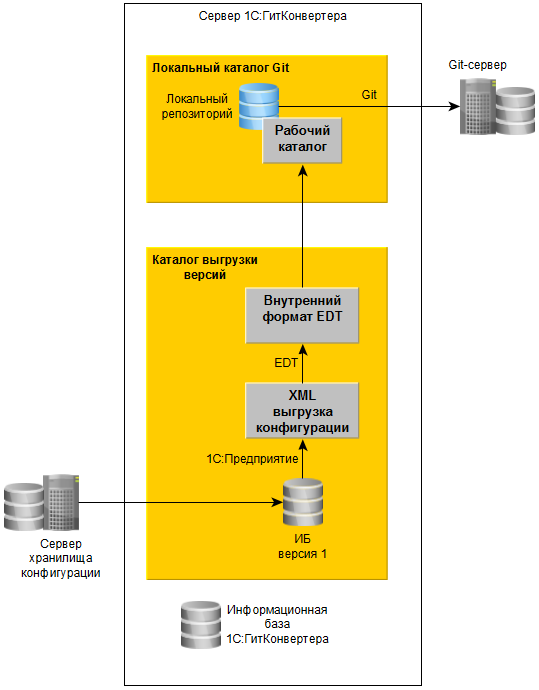 Сервер 1С:ГитКонвертера
Локальный каталог Git
Git-сервер
Локальный
репозиторий
Git
Рабочий
каталог
Каталог выгрузки
версий
Внутренний
формат EDT
EDT
XML
выгрузка
конфигурации
1С:Предприятие
Сервер
хранилища
конфигурации
ИБ
версия 1
Информационная
база
1С:ГитКонвертера